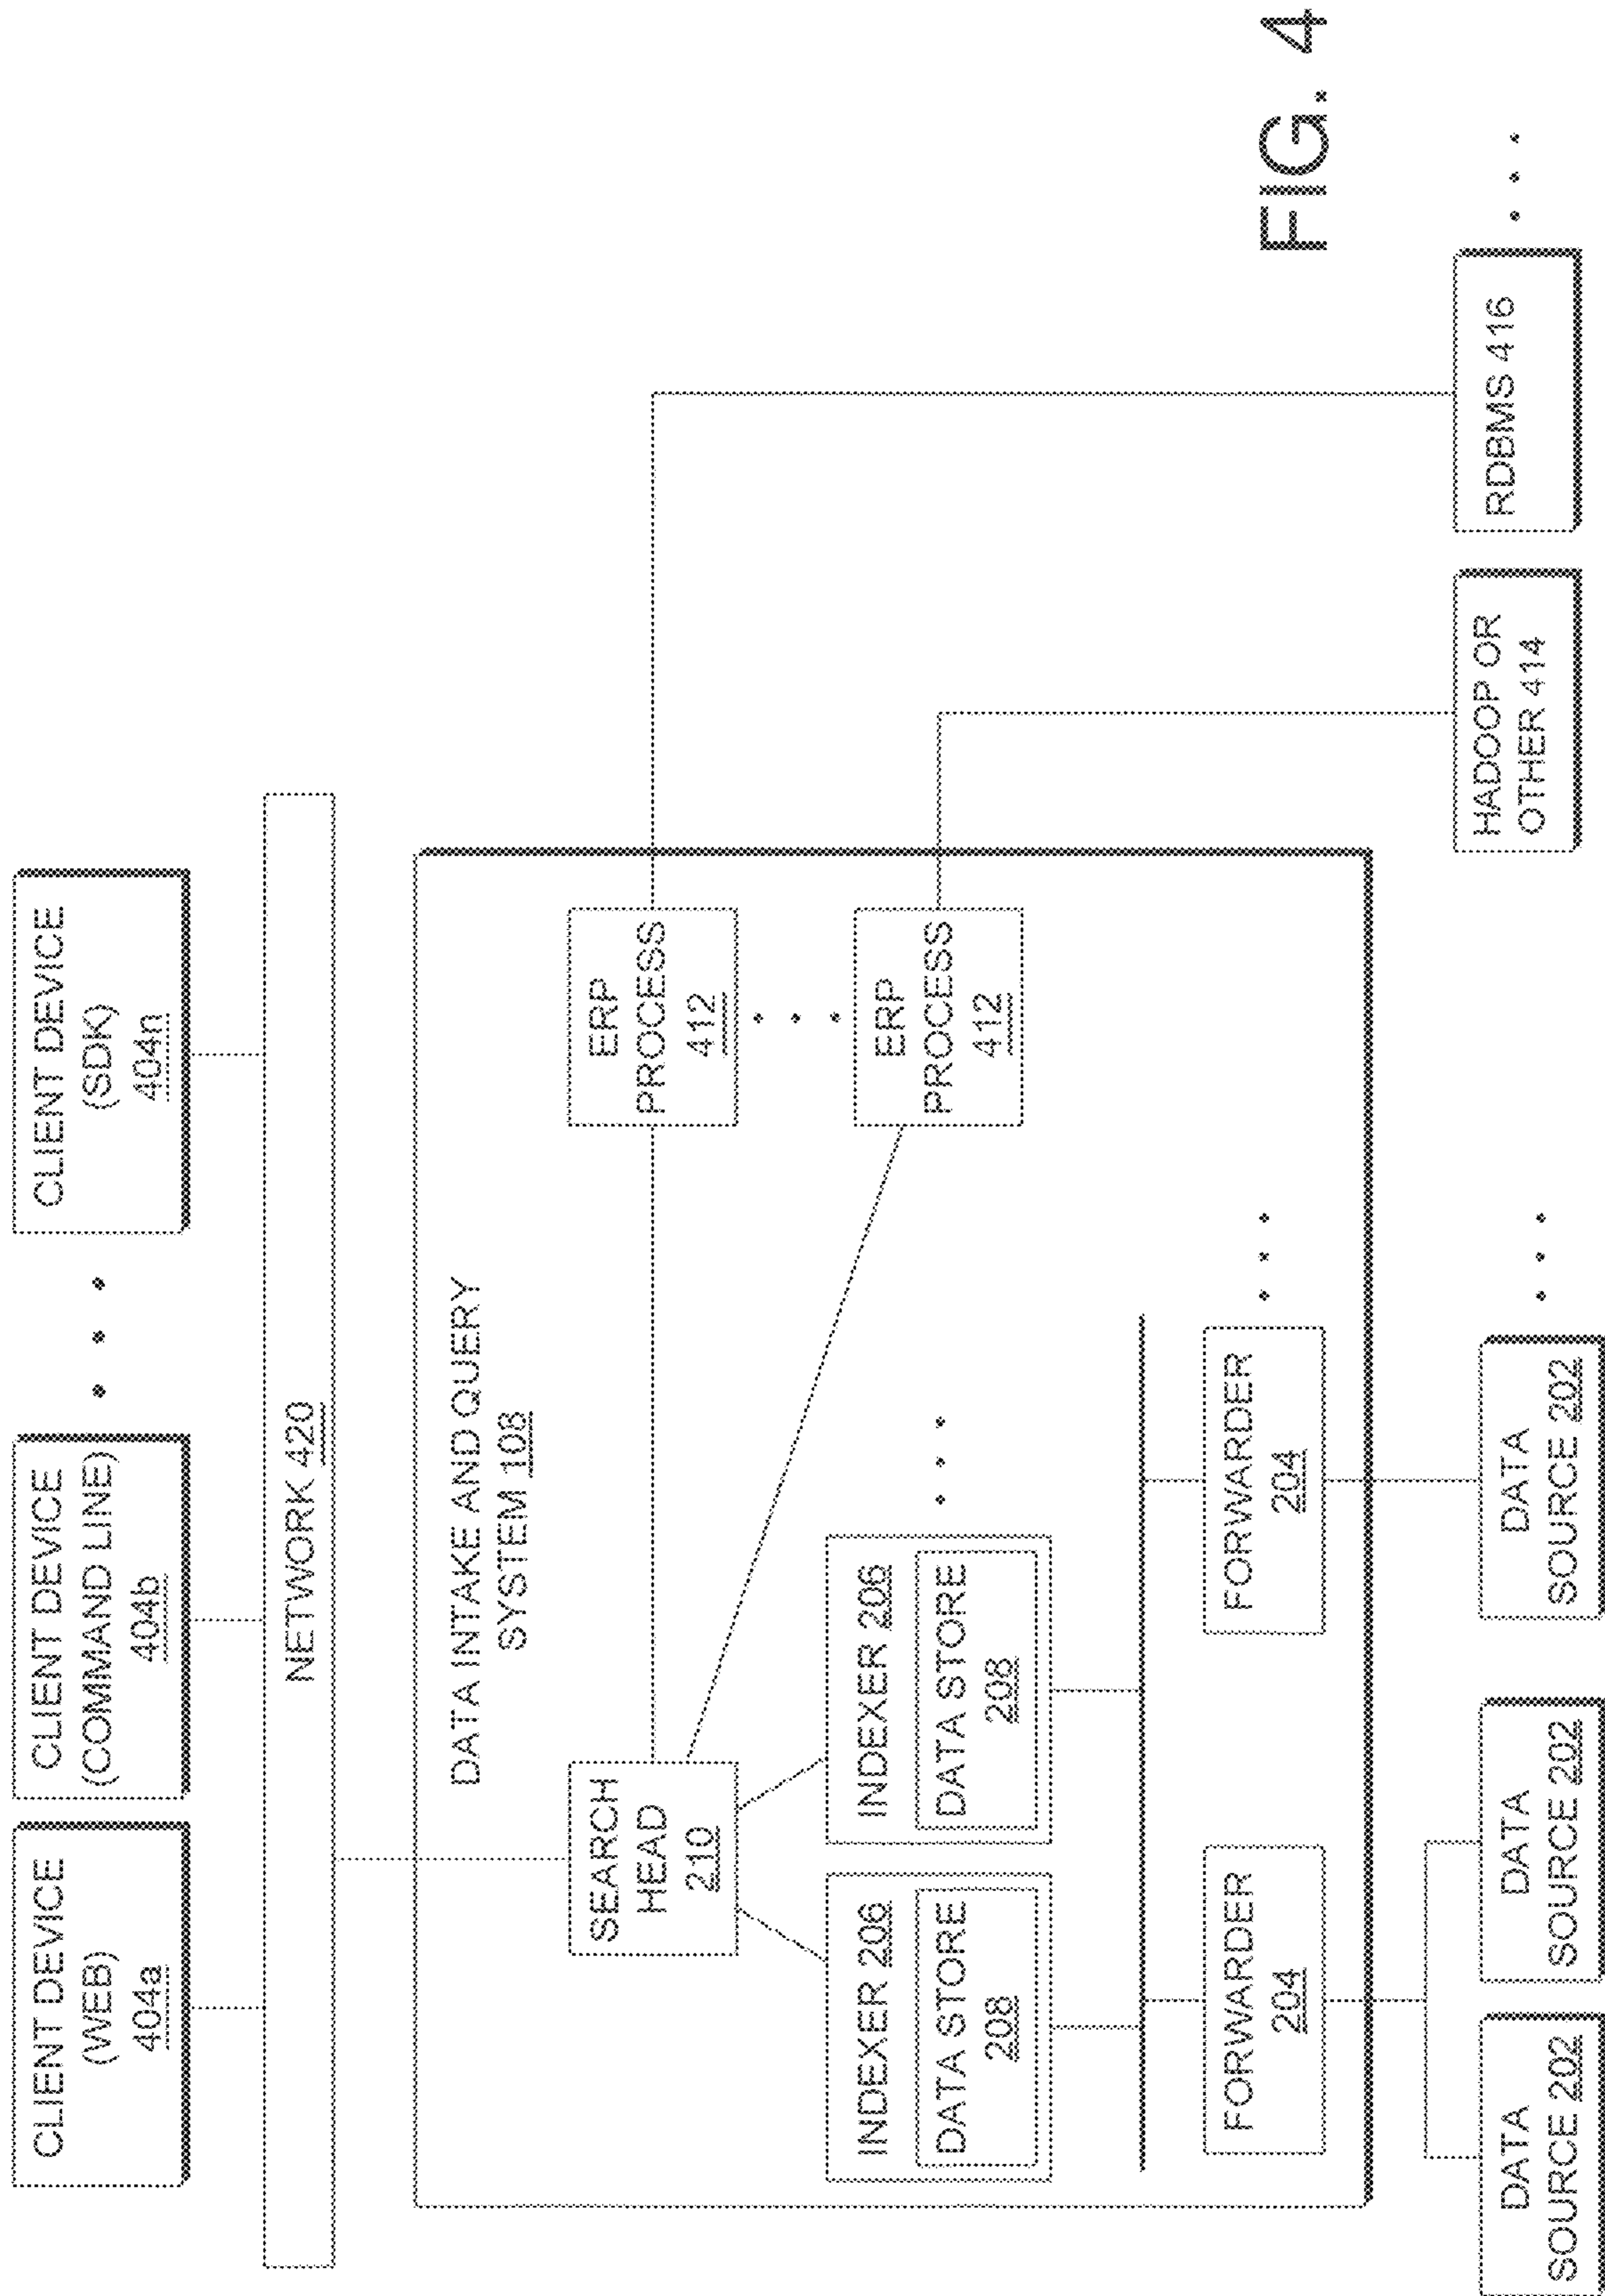 CLIENT DEVICE
(WEB)
404a
CLIENT DEVICE
(COMMAND LINE)
404b
CLIENT DEVICE
(SDK)
404n
NETWORK 420
DATA INTAKE AND QUERY
SYSTEM 108
SEARCH
HEAD
210
ERP
PROCESS
412
ERP
PROCESS
412
INDEXER 206
DATA STORE
208
INDEXER 206
DATA STORE
208
FORWARDER
204
FORWARDER
204
DATA
SOURCE 202
DATA
SOURCE 202
DATA
SOURCE 202
HADOOP OR
OTHER 414
RDBMS 416
FIG. 4